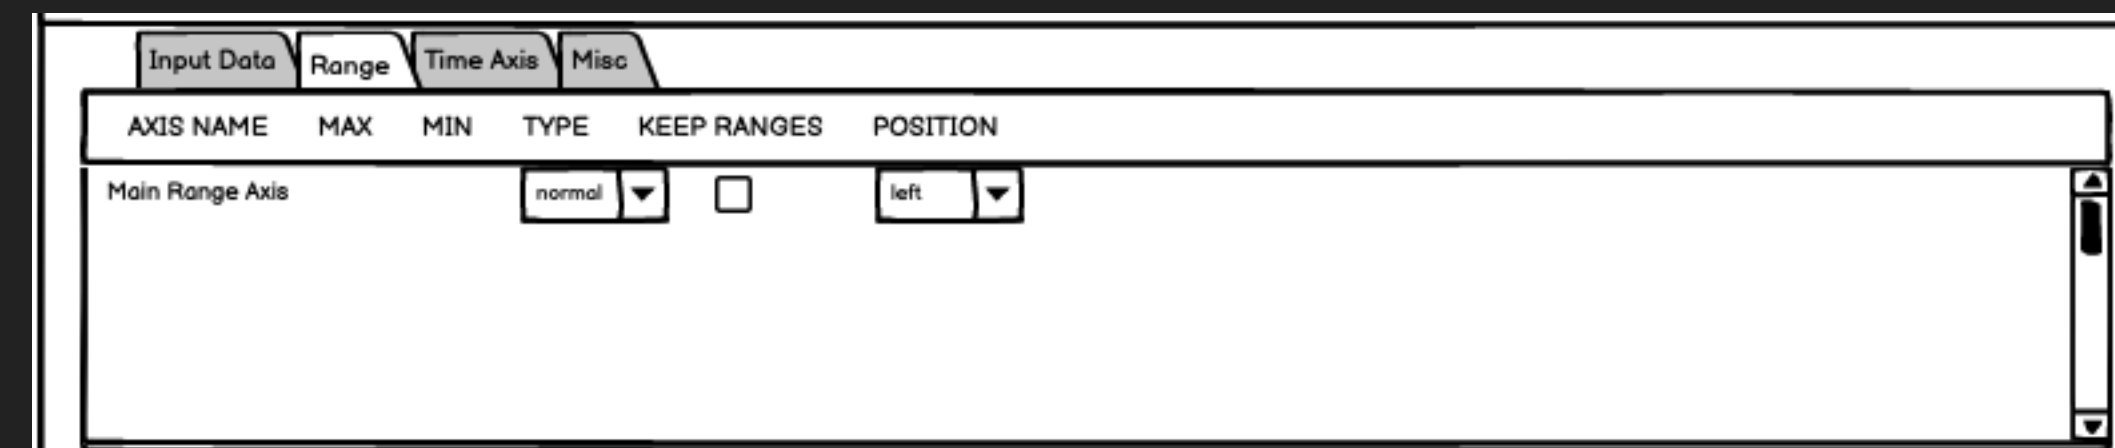 Input Data Range Time Axis Misc
AXIS NAME MAX MIN TYPE KEEP RANGES POSITION
Main Range Axis normal left